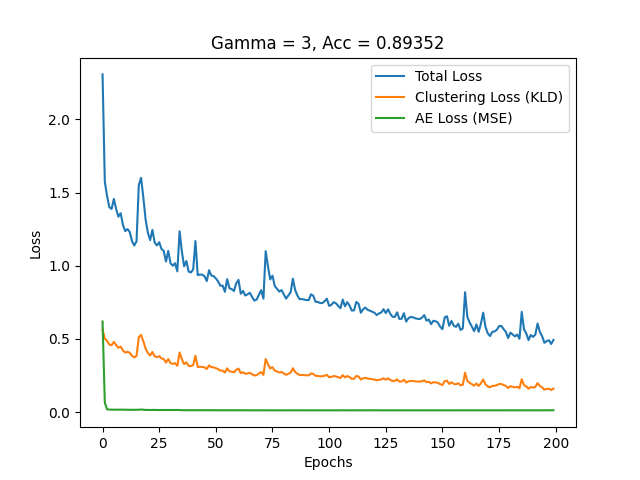 Gamma = 3, Acc = 0.89352
Total Loss
Clustering Loss (KLD)
AE Loss (MSE)
2.0
1.5
1.0
0.5
0.0
Loss
0 25 50 75 100 125 150 175 200
Epochs